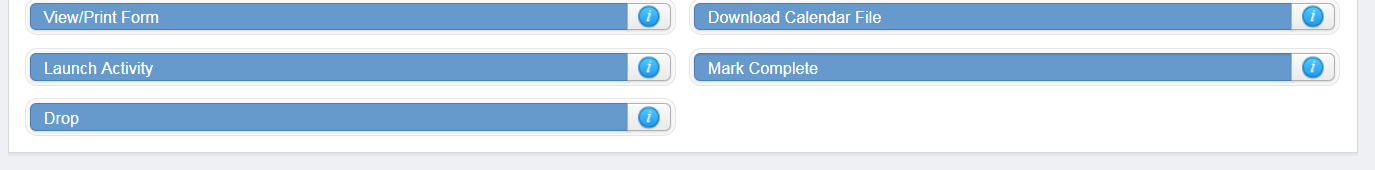 View/Print Form
Download Calendar File
Launch Activity
Mark Complete
Drop